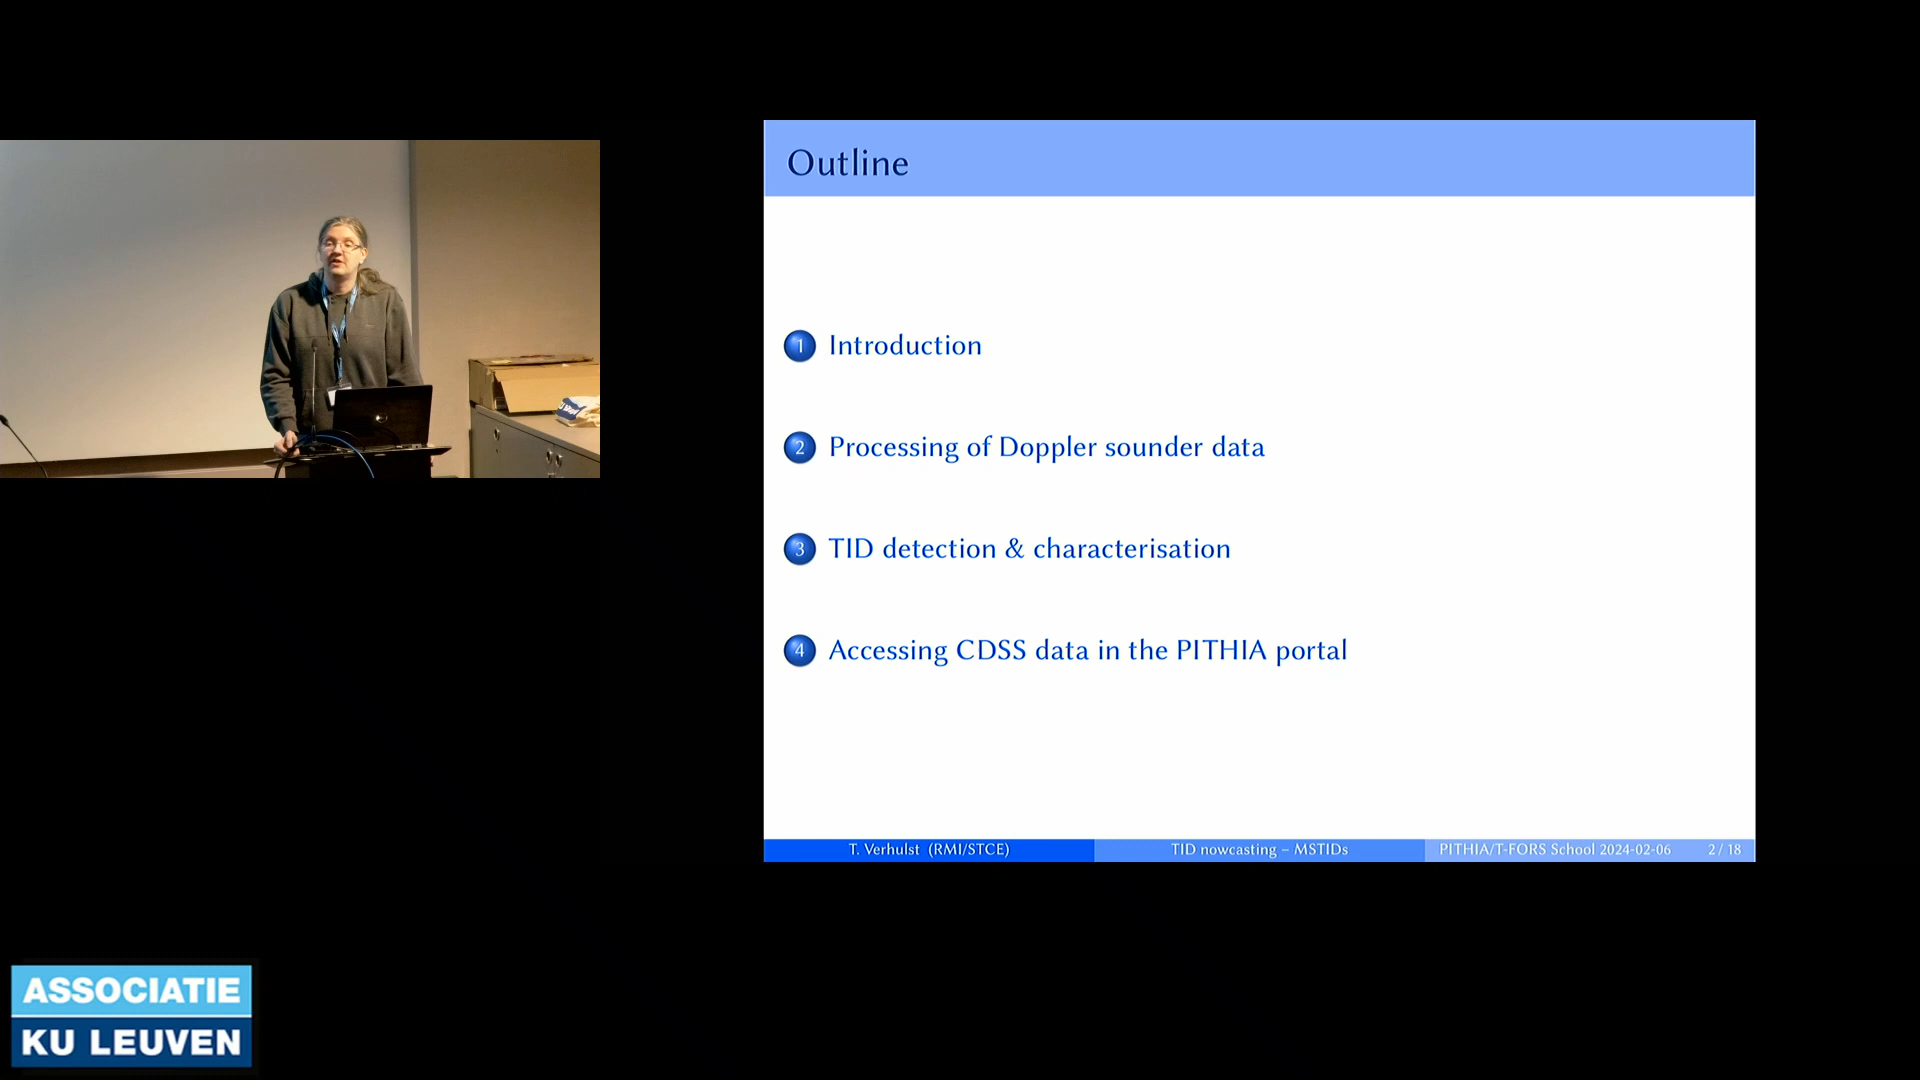 Outline
1 Introduction
2 Processing of Doppler sounder data
3 TID detection & characterisation
4 Accessing CDSS data in the PITHIA portal
T. Verhulst (RMI/STCE) TID nowcasting – MSTIDs PITHIA/T-FORS School 2024-02-06 2 / 18
ASSOCIATIE
KU LEUVEN